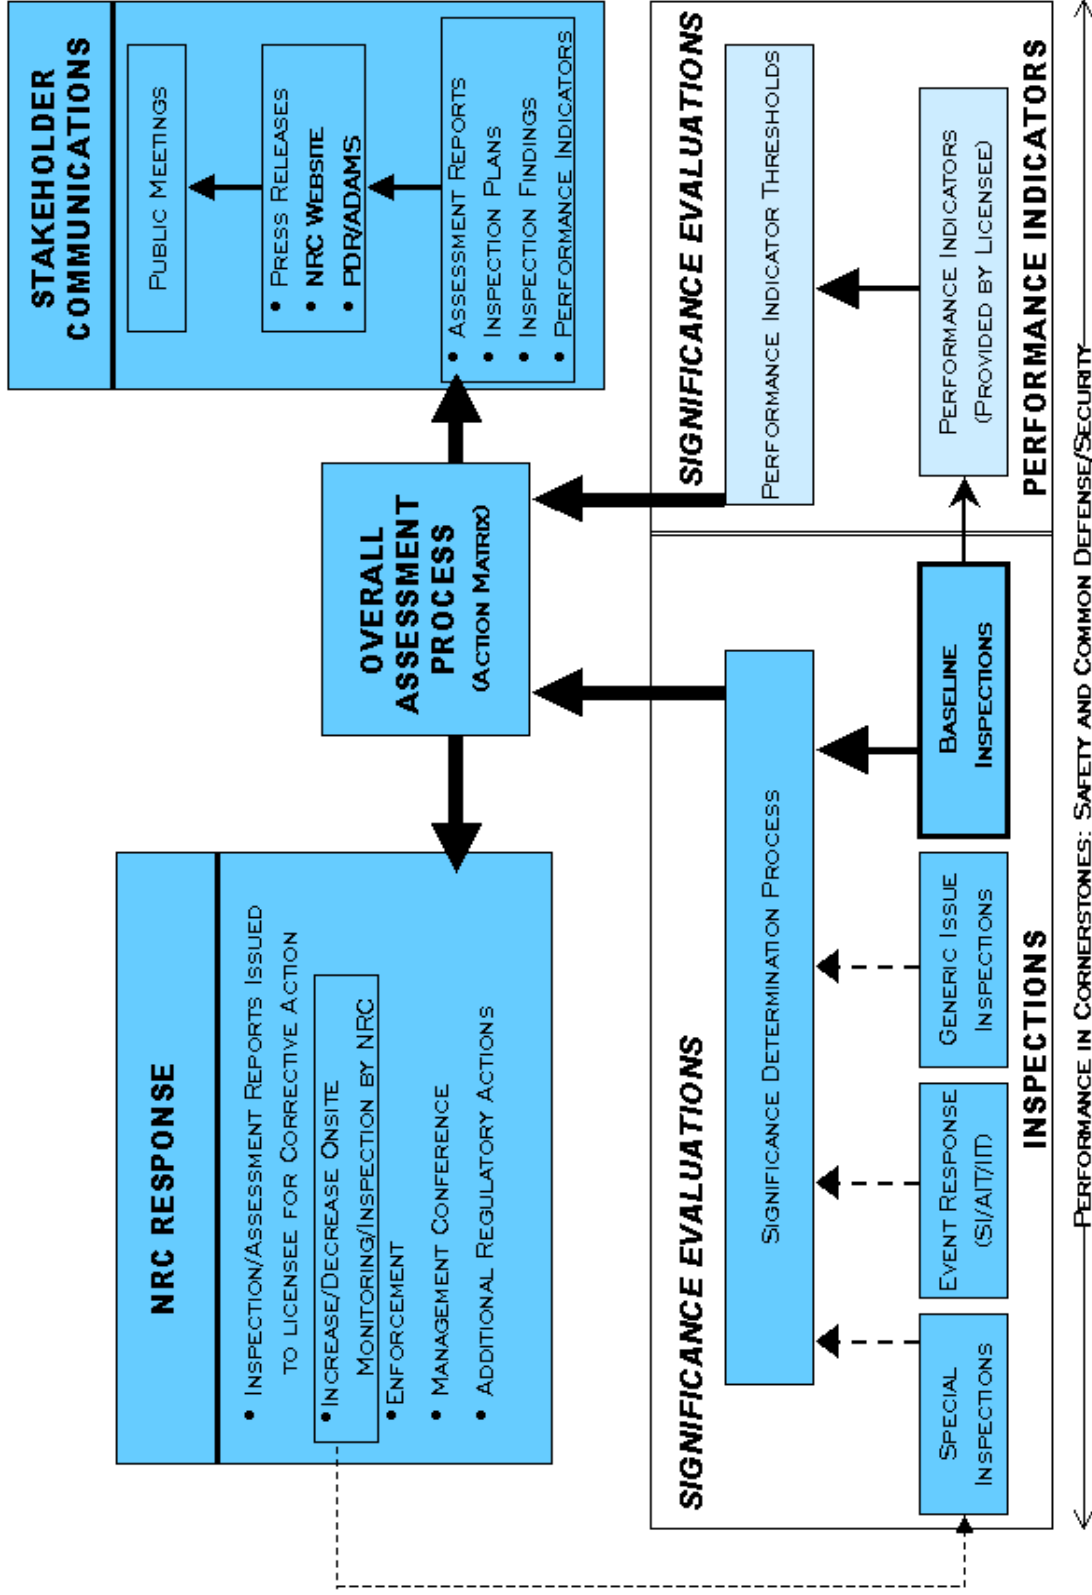 NRC RESPONSE
• INSPECTION/ASSESSMENT REPORTS ISSUED
TO LICENSEE FOR CORRECTIVE ACTION
• INCREASE/DECREASE ONSITE
MONITORING/INSPECTION BY NRC
• ENFORCEMENT
• MANAGEMENT CONFERENCE
• ADDITIONAL REGULATORY ACTIONS
OVERALL
ASSESSMENT
PROCESS
(ACTION MATRIX)
STAKEHOLDER
COMMUNICATIONS
PUBLIC MEETINGS
• PRESS RELEASES
• NRC WEBSITE
• PDR/ADAMS
• ASSESSMENT REPORTS
• INSPECTION PLANS
• INSPECTION FINDINGS
• PERFORMANCE INDICATORS
SIGNIFICANCE EVALUATIONS
SIGNIFICANCE DETERMINATION PROCESS
SPECIAL
INSPECTIONS
EVENT RESPONSE
(SI/AIT/IIT)
GENERIC ISSUE
INSPECTIONS
BASELINE
INSPECTIONS
INSPECTIONS
SIGNIFICANCE EVALUATIONS
PERFORMANCE INDICATOR THRESHOLDS
PERFORMANCE INDICATORS
(PROVIDED BY LICENSEE)
PERFORMANCE INDICATORS
PERFORMANCE IN CORNERSTONES: SAFETY AND COMMON DEFENSE/SECURITY